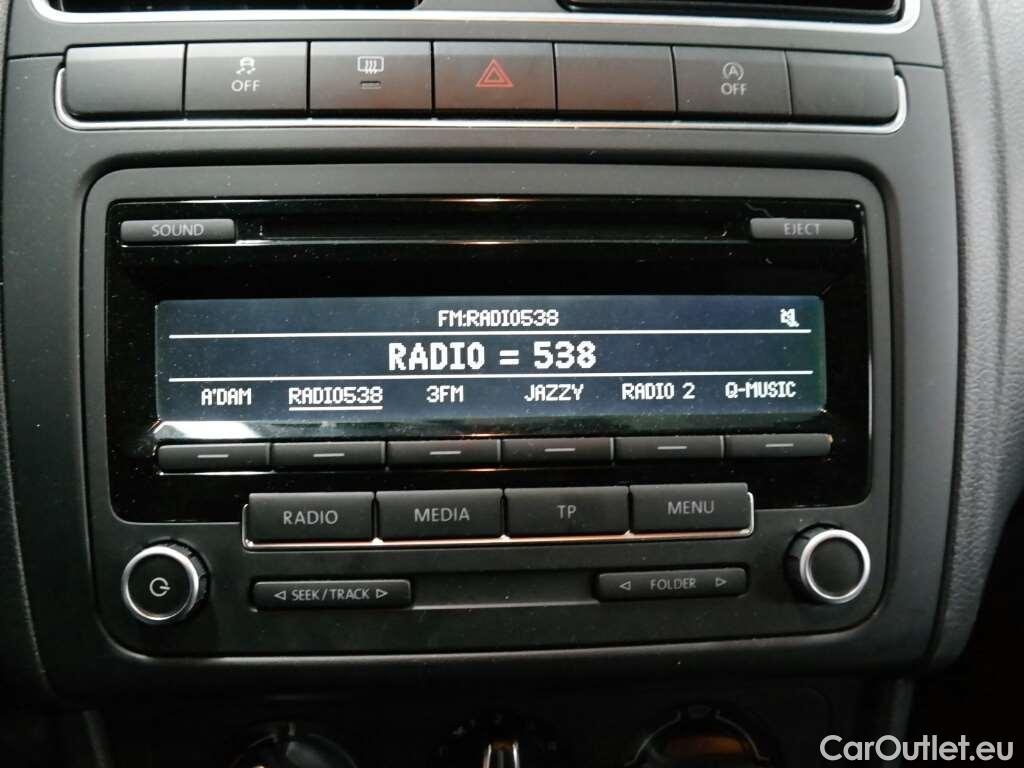 OFF OFF
SOUND EJECT
FM:RADIO538
RADIO = 538
A'DAM RADIO538 3FM JAZZY RADIO 2 Q-MUSIC
RADIO MEDIA TP MENU
SEEK/TRACK FOLDER
CarOutlet.eu